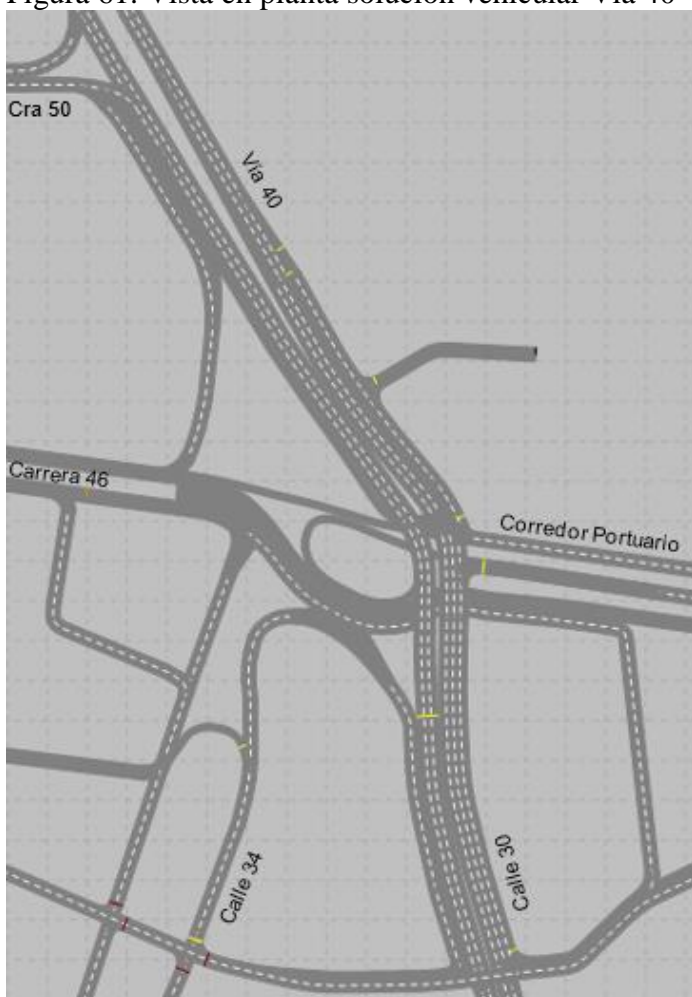 Figura 61. Vista en planta solución vehicular Vía 40
Cra 50
Vía 40
Carrera 46
Corredor Portuario
Calle 34
Calle 30